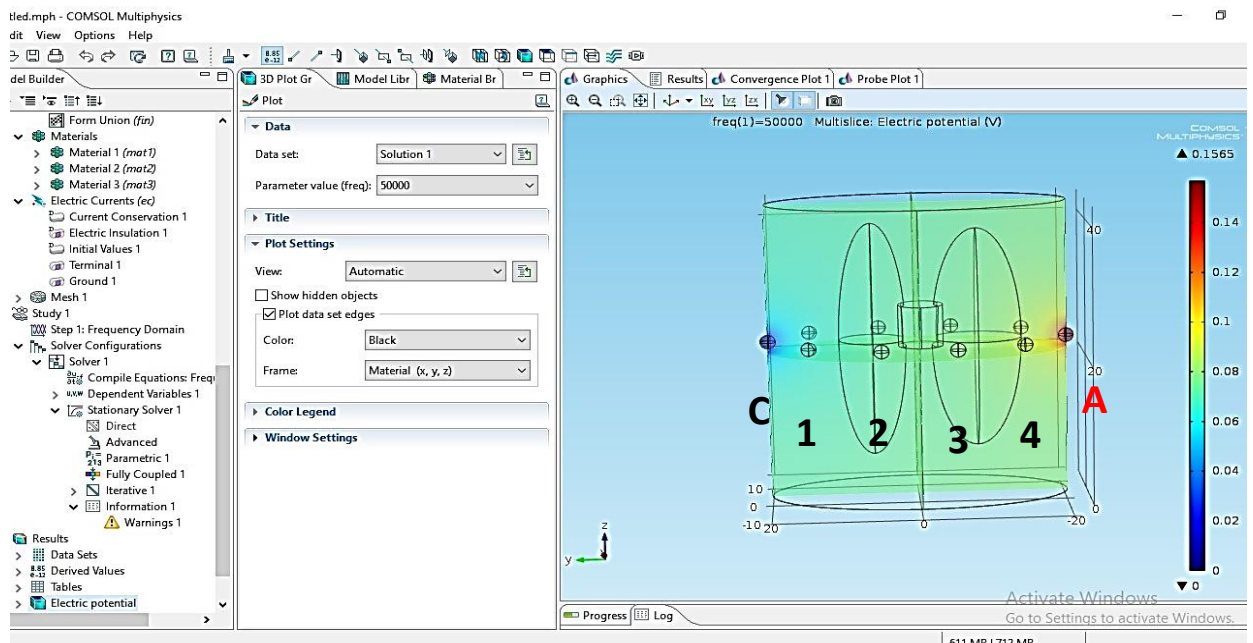 tled.mph - COMSOL Multiphysics
dit View Options Help
del Builder
Form Union (fin)
Materials
Material 1 (mat1)
Material 2 (mat2)
Material 3 (mat3)
Electric Currents (ec)
Current Conservation 1
Electric Insulation 1
Initial Values 1
Terminal 1
Ground 1
Mesh 1
Study 1
Step 1: Frequency Domain
Solver Configurations
Solver 1
Compile Equations: Freq
Dependent Variables 1
Stationary Solver 1
Direct
Advanced
Parametric 1
Fully Coupled 1
Iterative 1
Information 1
Warnings 1
Results
Data Sets
Derived Values
Tables
Electric potential
3D Plot Gr Model Libr Material Br
Plot
Data
Data set: Solution 1
Parameter value (freq): 50000
Title
Plot Settings
View: Automatic
Show hidden objects
Plot data set edges
Color: Black
Frame: Material (x, y, z)
Color Legend
Window Settings
Graphics Results Convergence Plot 1 Probe Plot 1
freq(1)=50000 Multislice: Electric potential (V)
COMSOL
MULTIPHYSICS
▲ 0.1565
0.14
0.12
0.1
0.08
0.06
0.04
0.02
0
▼ 0
40
20
0
C 1 2 3 4 A
10
0
-10 20 0 -20
z
y
Activate Windows
Go to Settings to activate Windows.
Progress Log
611 MB | 712 MB